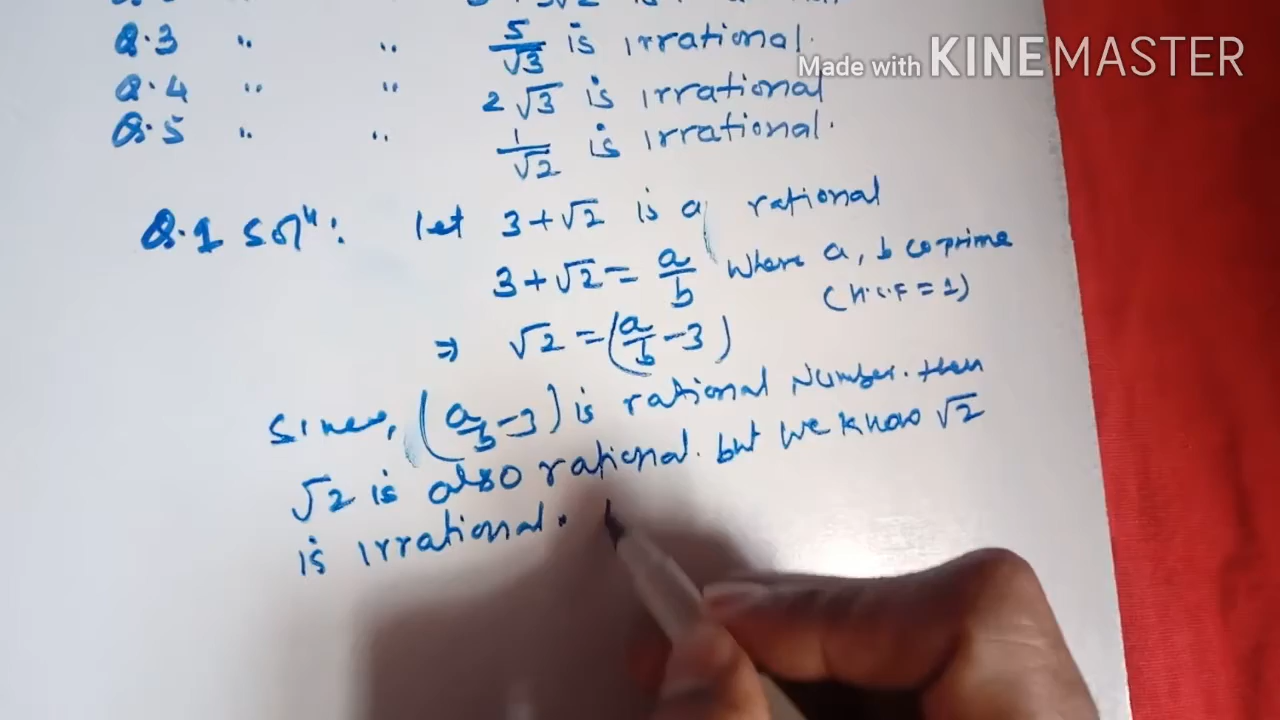 Q.3 " " 5/√3 is irrational.
Made with KINEMASTER
Q.4 " " 2√3 is irrational
Q.5 " " 1/√2 is irrational.
Q.1 Solⁿ: let 3+√2 is a rational
3+√2 = a/b where a, b coprime
(H.C.F = 1)
⇒ √2 = (a/b - 3)
Since, (a/b - 3) is rational Number. then
√2 is also rational. but we know √2
is irrational.